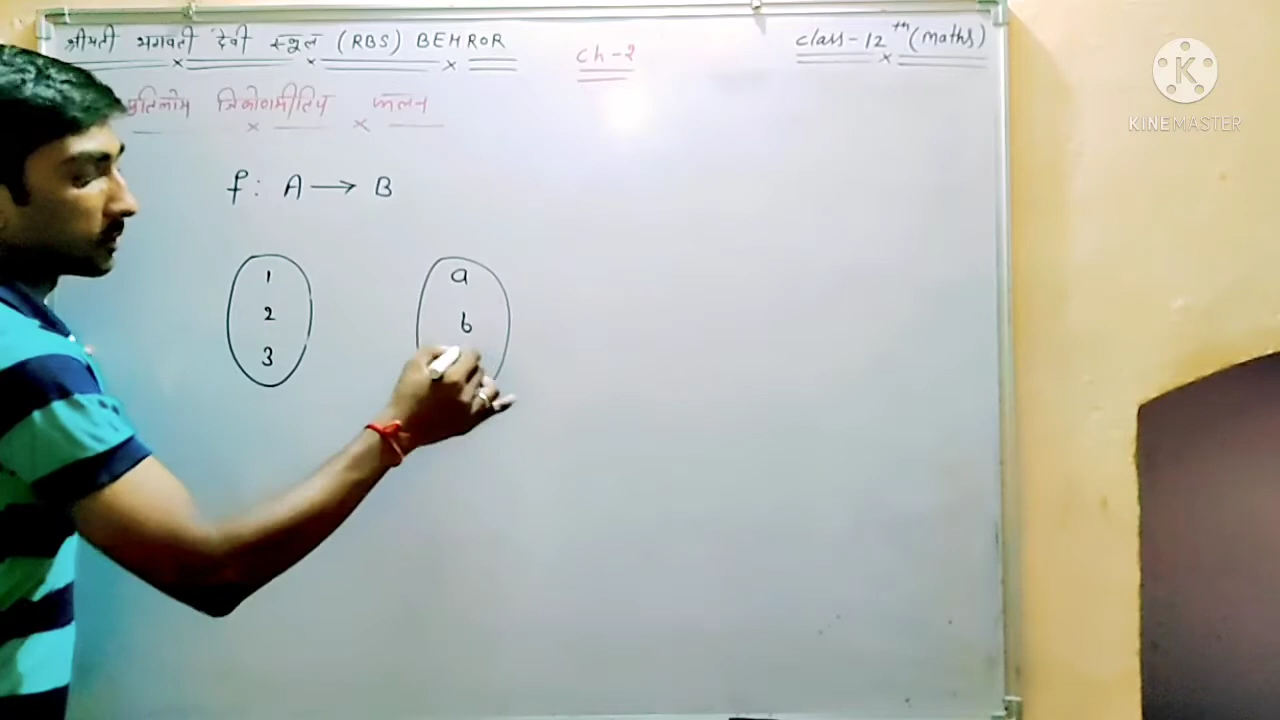 श्रीमती भगवती देवी स्कूल (RBS) BEHROR
ch-2
class-12th (maths)
प्रतिलोम त्रिकोणमीतिय फलन
f: A → B
1
2
3
a
b
KINEMASTER